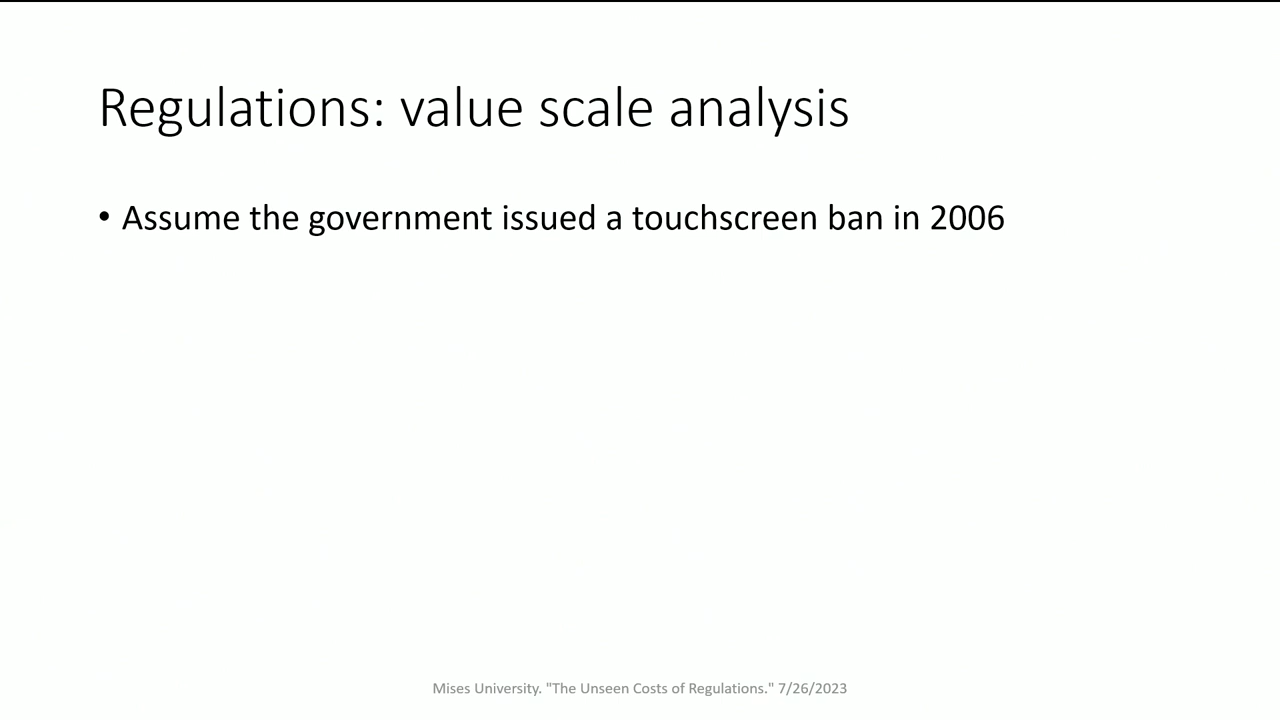 Regulations: value scale analysis
• Assume the government issued a touchscreen ban in 2006
Mises University. "The Unseen Costs of Regulations." 7/26/2023